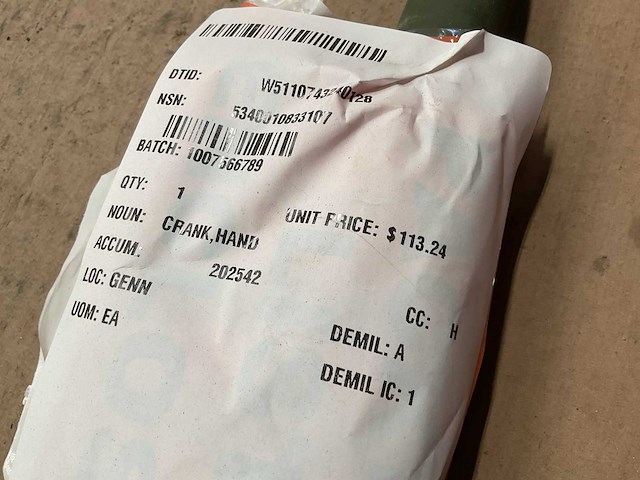 DTID: W5110743240128
NSN: 5340010833107
BATCH: 1007566789
QTY: 1
NOUN: CRANK,HAND UNIT PRICE: $113.24
ACCUM: 202542
LOC: GENN
UOM: EA
CC: H
DEMIL: A
DEMIL IC: 1